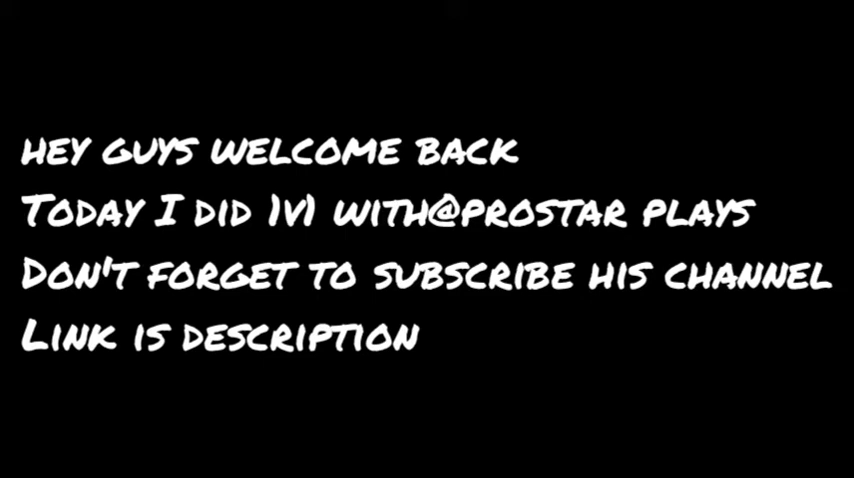 hey guys welcome back
Today I did 1v1 with@prostar plays
Don't forget to subscribe his channel
Link is description